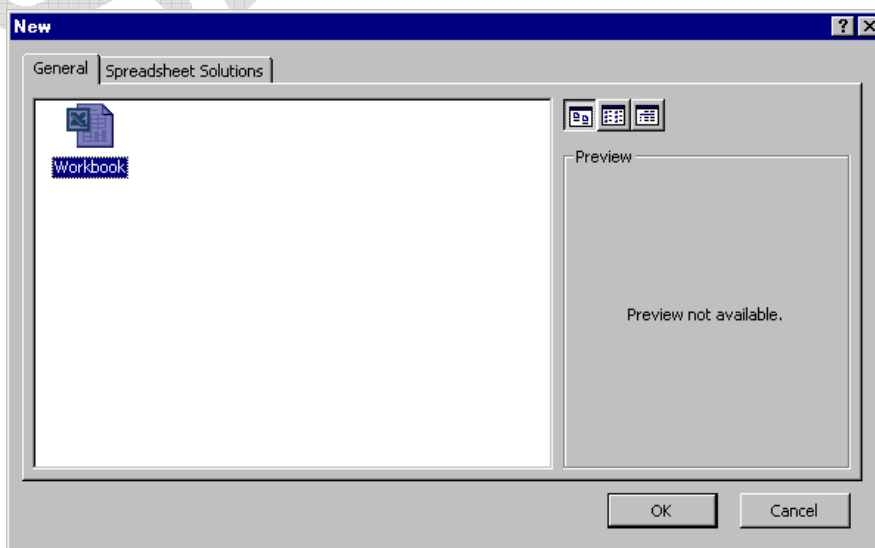 New
General
Spreadsheet Solutions
Workbook
Preview
Preview not available.
OK
Cancel